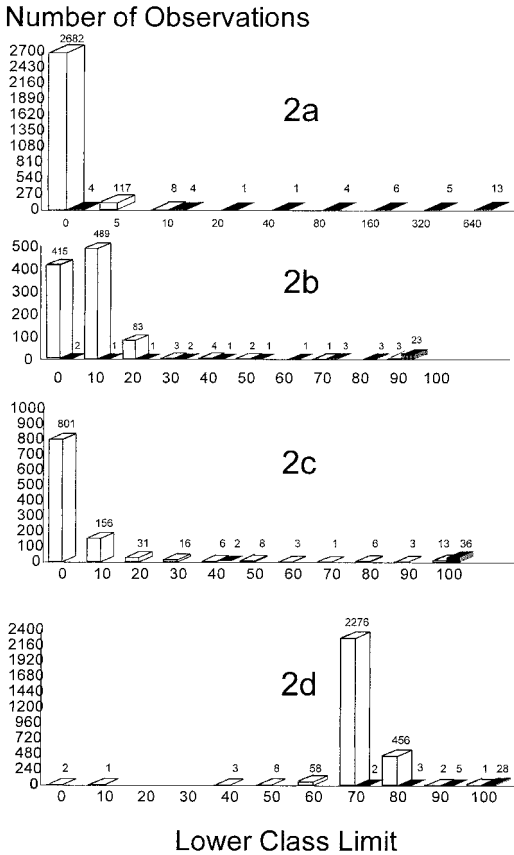 Number of Observations
2682
2700
2430
2160
1890
1620
1350
1080
810
540
270
0
2a
4 117 8 4 1 1 4 6 5 13
0 5 10 20 40 80 160 320 640
500
400
300
200
100
0
2b
415 489 83
2 1 1 3 2 4 1 2 1 1 1 3 3 3 23
0 10 20 30 40 50 60 70 80 90 100
1000
900
800
700
600
500
400
300
200
100
0
2c
801 156 31 16 6 2 8 3 1 6 3 13 36
0 10 20 30 40 50 60 70 80 90 100
2400
2160
1920
1680
1440
1200
960
720
480
240
0
2d
2276 456
2 1 3 8 58 2 3 2 5 1 28
0 10 20 30 40 50 60 70 80 90 100
Lower Class Limit